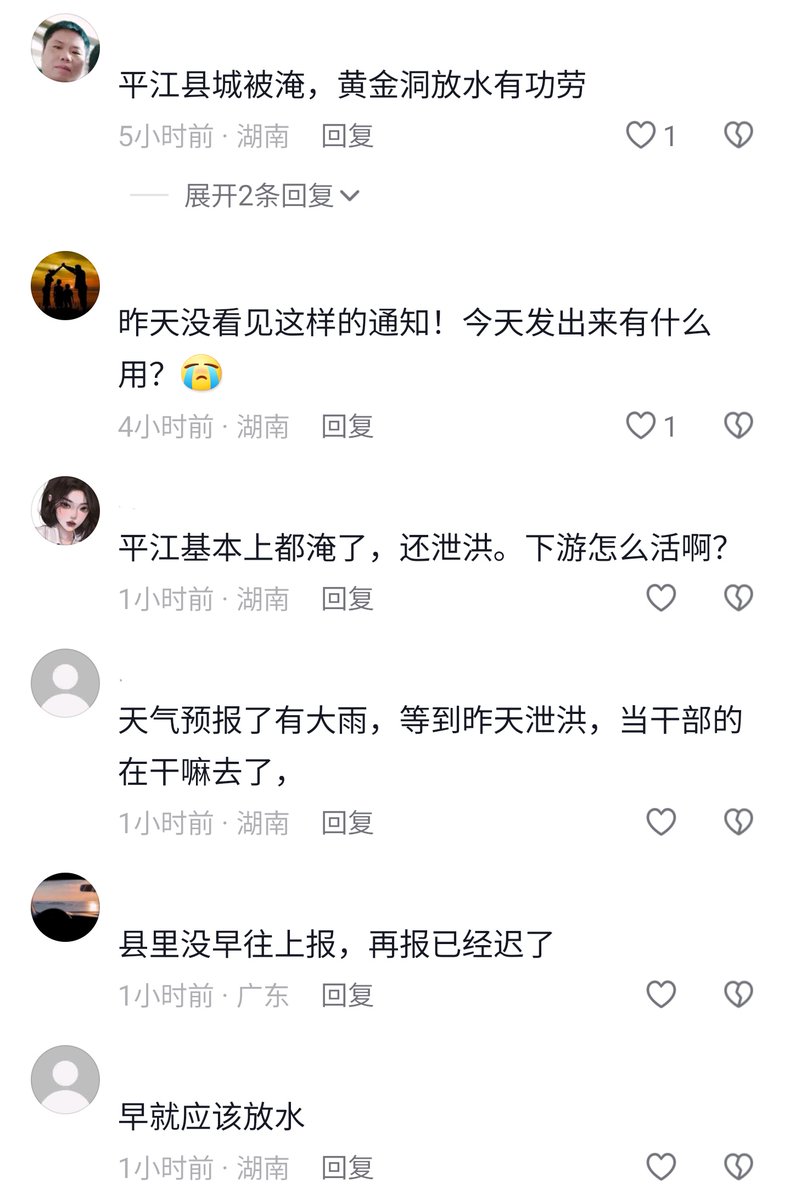 平江县城被淹，黄金洞放水有功劳
5小时前 · 湖南 回复 1
展开2条回复
昨天没看见这样的通知！今天发出来有什么
用？😭
4小时前 · 湖南 回复 1
平江基本上都淹了，还泄洪。下游怎么活啊？
1小时前 · 湖南 回复
天气预报了有大雨，等到昨天泄洪，当干部的
在干嘛去了，
1小时前 · 湖南 回复
县里没早往上报，再报已经迟了
1小时前 · 广东 回复
早就应该放水
1小时前 · 湖南 回复